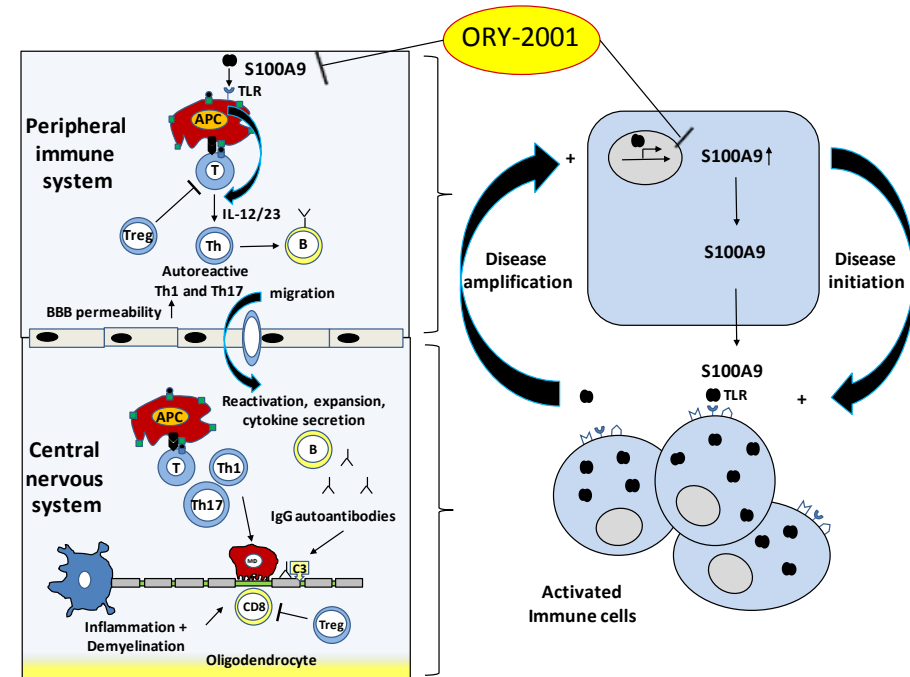 ORY-2001
S100A9
TLR
APC
Peripheral
immune
system
T
IL-12/23
Treg
Th
B
Autoreactive
Th1 and Th17
migration
BBB permeability
Reactivation, expansion,
cytokine secretion
APC
B
Central
nervous
system
T
Th1
Th17
IgG autoantibodies
MD
C3
CD8
Treg
Inflammation +
Demyelination
Oligodendrocyte
+
S100A9
S100A9
Disease
amplification
Disease
initiation
S100A9
TLR
+
Activated
Immune cells